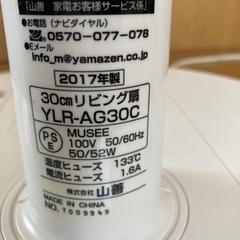 「山善 家電お客様サービス係」
お電話(ナビダイヤル)
0570-077-078
●Eメール
info_m@yamazen.co.jp
2017年製
30cmリビング扇
YLR-AG30C
PSE
MUSEE
100V 50/60Hz
50/52W
温度ヒューズ 133℃
電流ヒューズ 1.6A
株式会社 山善
MADE IN CHINA
NO. T009949